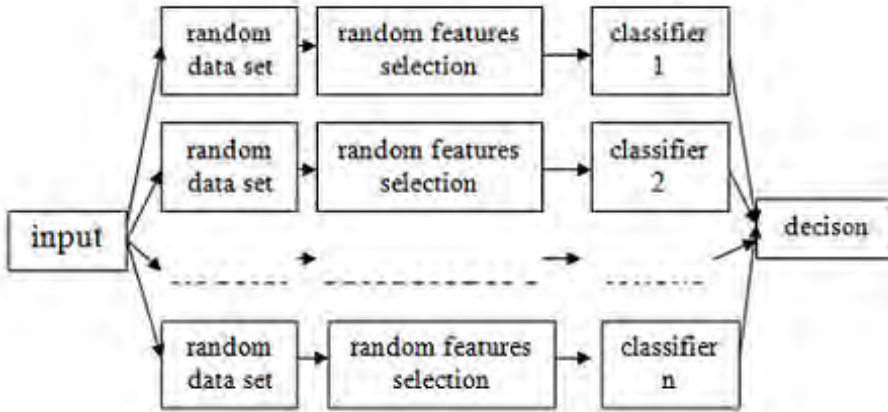 random
data set
random features
selection
classifier
1
random
data set
random features
selection
classifier
2
input
decison
random
data set
random features
selection
classifier
n